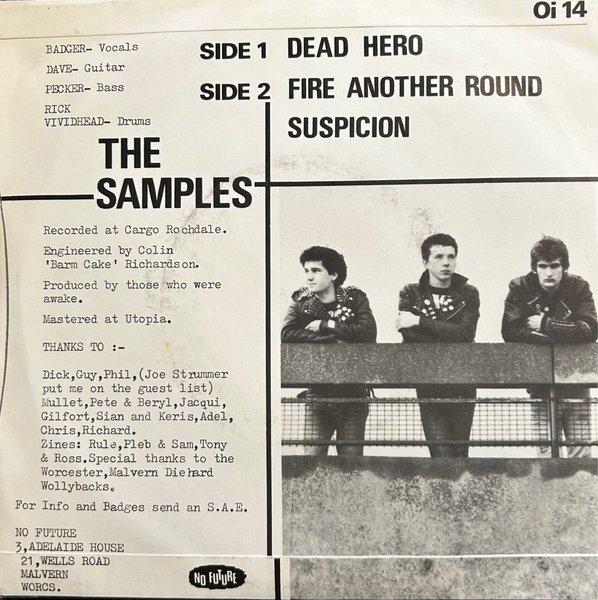 Oi 14
BADGER- Vocals
DAVE- Guitar
PECKER- Bass
RICK
VIVIDHEAD- Drums
SIDE 1 DEAD HERO
SIDE 2 FIRE ANOTHER ROUND
SUSPICION
THE
SAMPLES
Recorded at Cargo Rochdale.
Engineered by Colin
'Barm Cake' Richardson.
Produced by those who were
awake.
Mastered at Utopia.
THANKS TO :-
Dick,Guy,Phil,(Joe Strummer
put me on the guest list)
Mullet,Pete & Beryl,Jacqui,
Gilfort,Sian and Keris,Adel,
Chris,Richard.
Zines: Rule,Pleb & Sam,Tony
& Ross.Special thanks to the
Worcester,Malvern Diehard
Wollybacks.
For Info and Badges send an S.A.E.
NO FUTURE
3,ADELAIDE HOUSE
21,WELLS ROAD
MALVERN
WORCS.
NO FUTURE